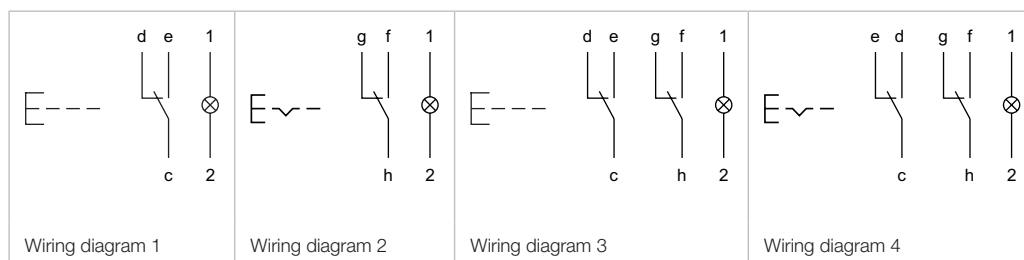 d e 1
c 2
Wiring diagram 1
g f 1
h 2
Wiring diagram 2
d e g f 1
c h 2
Wiring diagram 3
e d g f 1
c h 2
Wiring diagram 4